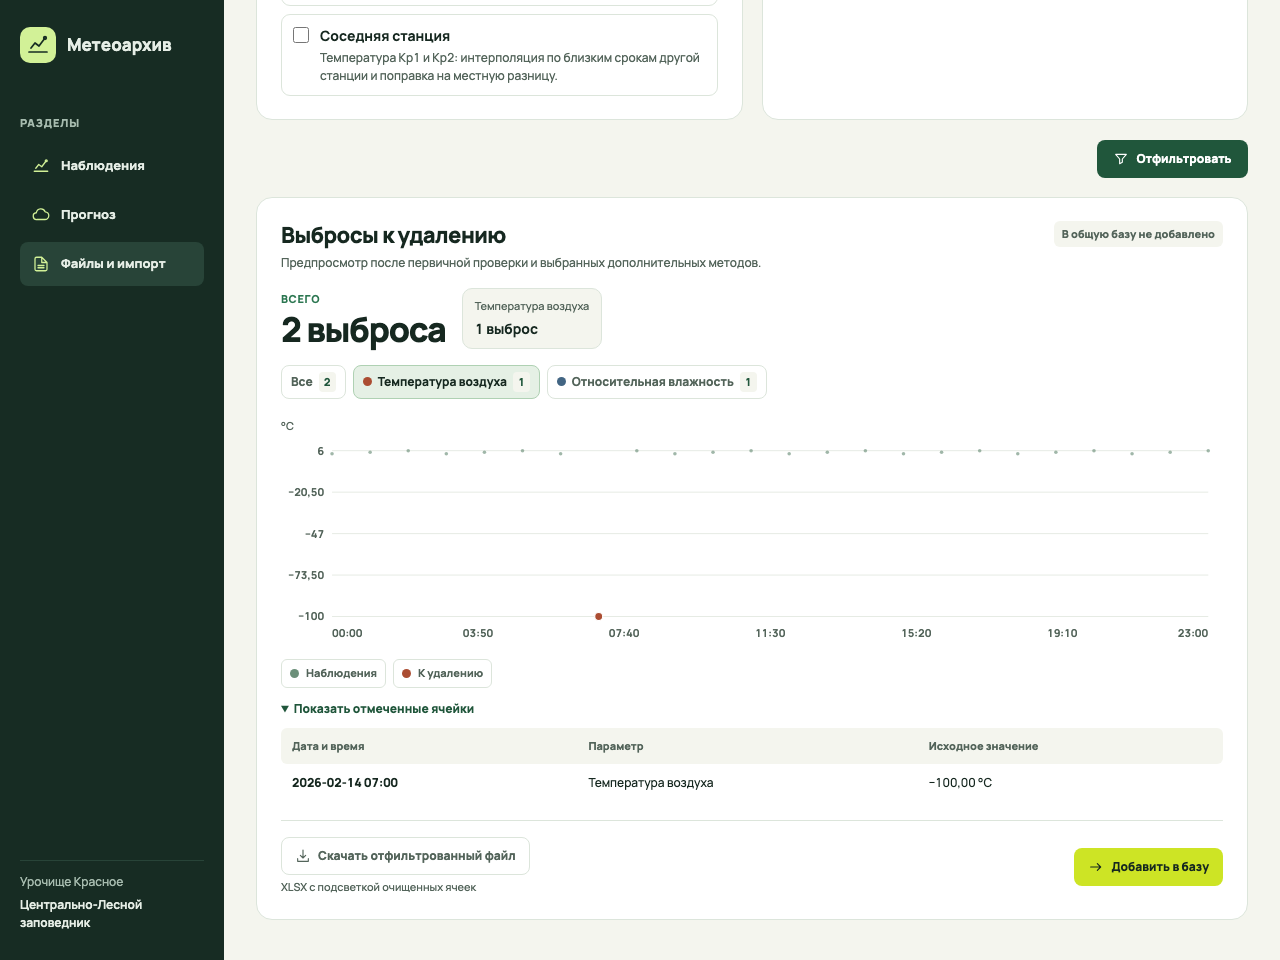 Метеоархив
РАЗДЕЛЫ
Наблюдения
Прогноз
Файлы и импорт
Урочище Красное
Центрально-Лесной
заповедник
Соседняя станция
Температура Кр1 и Кр2: интерполяция по близким срокам другой
станции и поправка на местную разницу.
Отфильтровать
Выбросы к удалению
В общую базу не добавлено
Предпросмотр после первичной проверки и выбранных дополнительных методов.
ВСЕГО
2 выброса
Температура воздуха
1 выброс
Все 2
Температура воздуха 1
Относительная влажность 1
°C
6
−20,50
−47
−73,50
−100
00:00 03:50 07:40 11:30 15:20 19:10 23:00
Наблюдения
К удалению
Показать отмеченные ячейки
Дата и время Параметр Исходное значение
2026-02-14 07:00 Температура воздуха −100,00 °C
Скачать отфильтрованный файл
XLSX с подсветкой очищенных ячеек
Добавить в базу